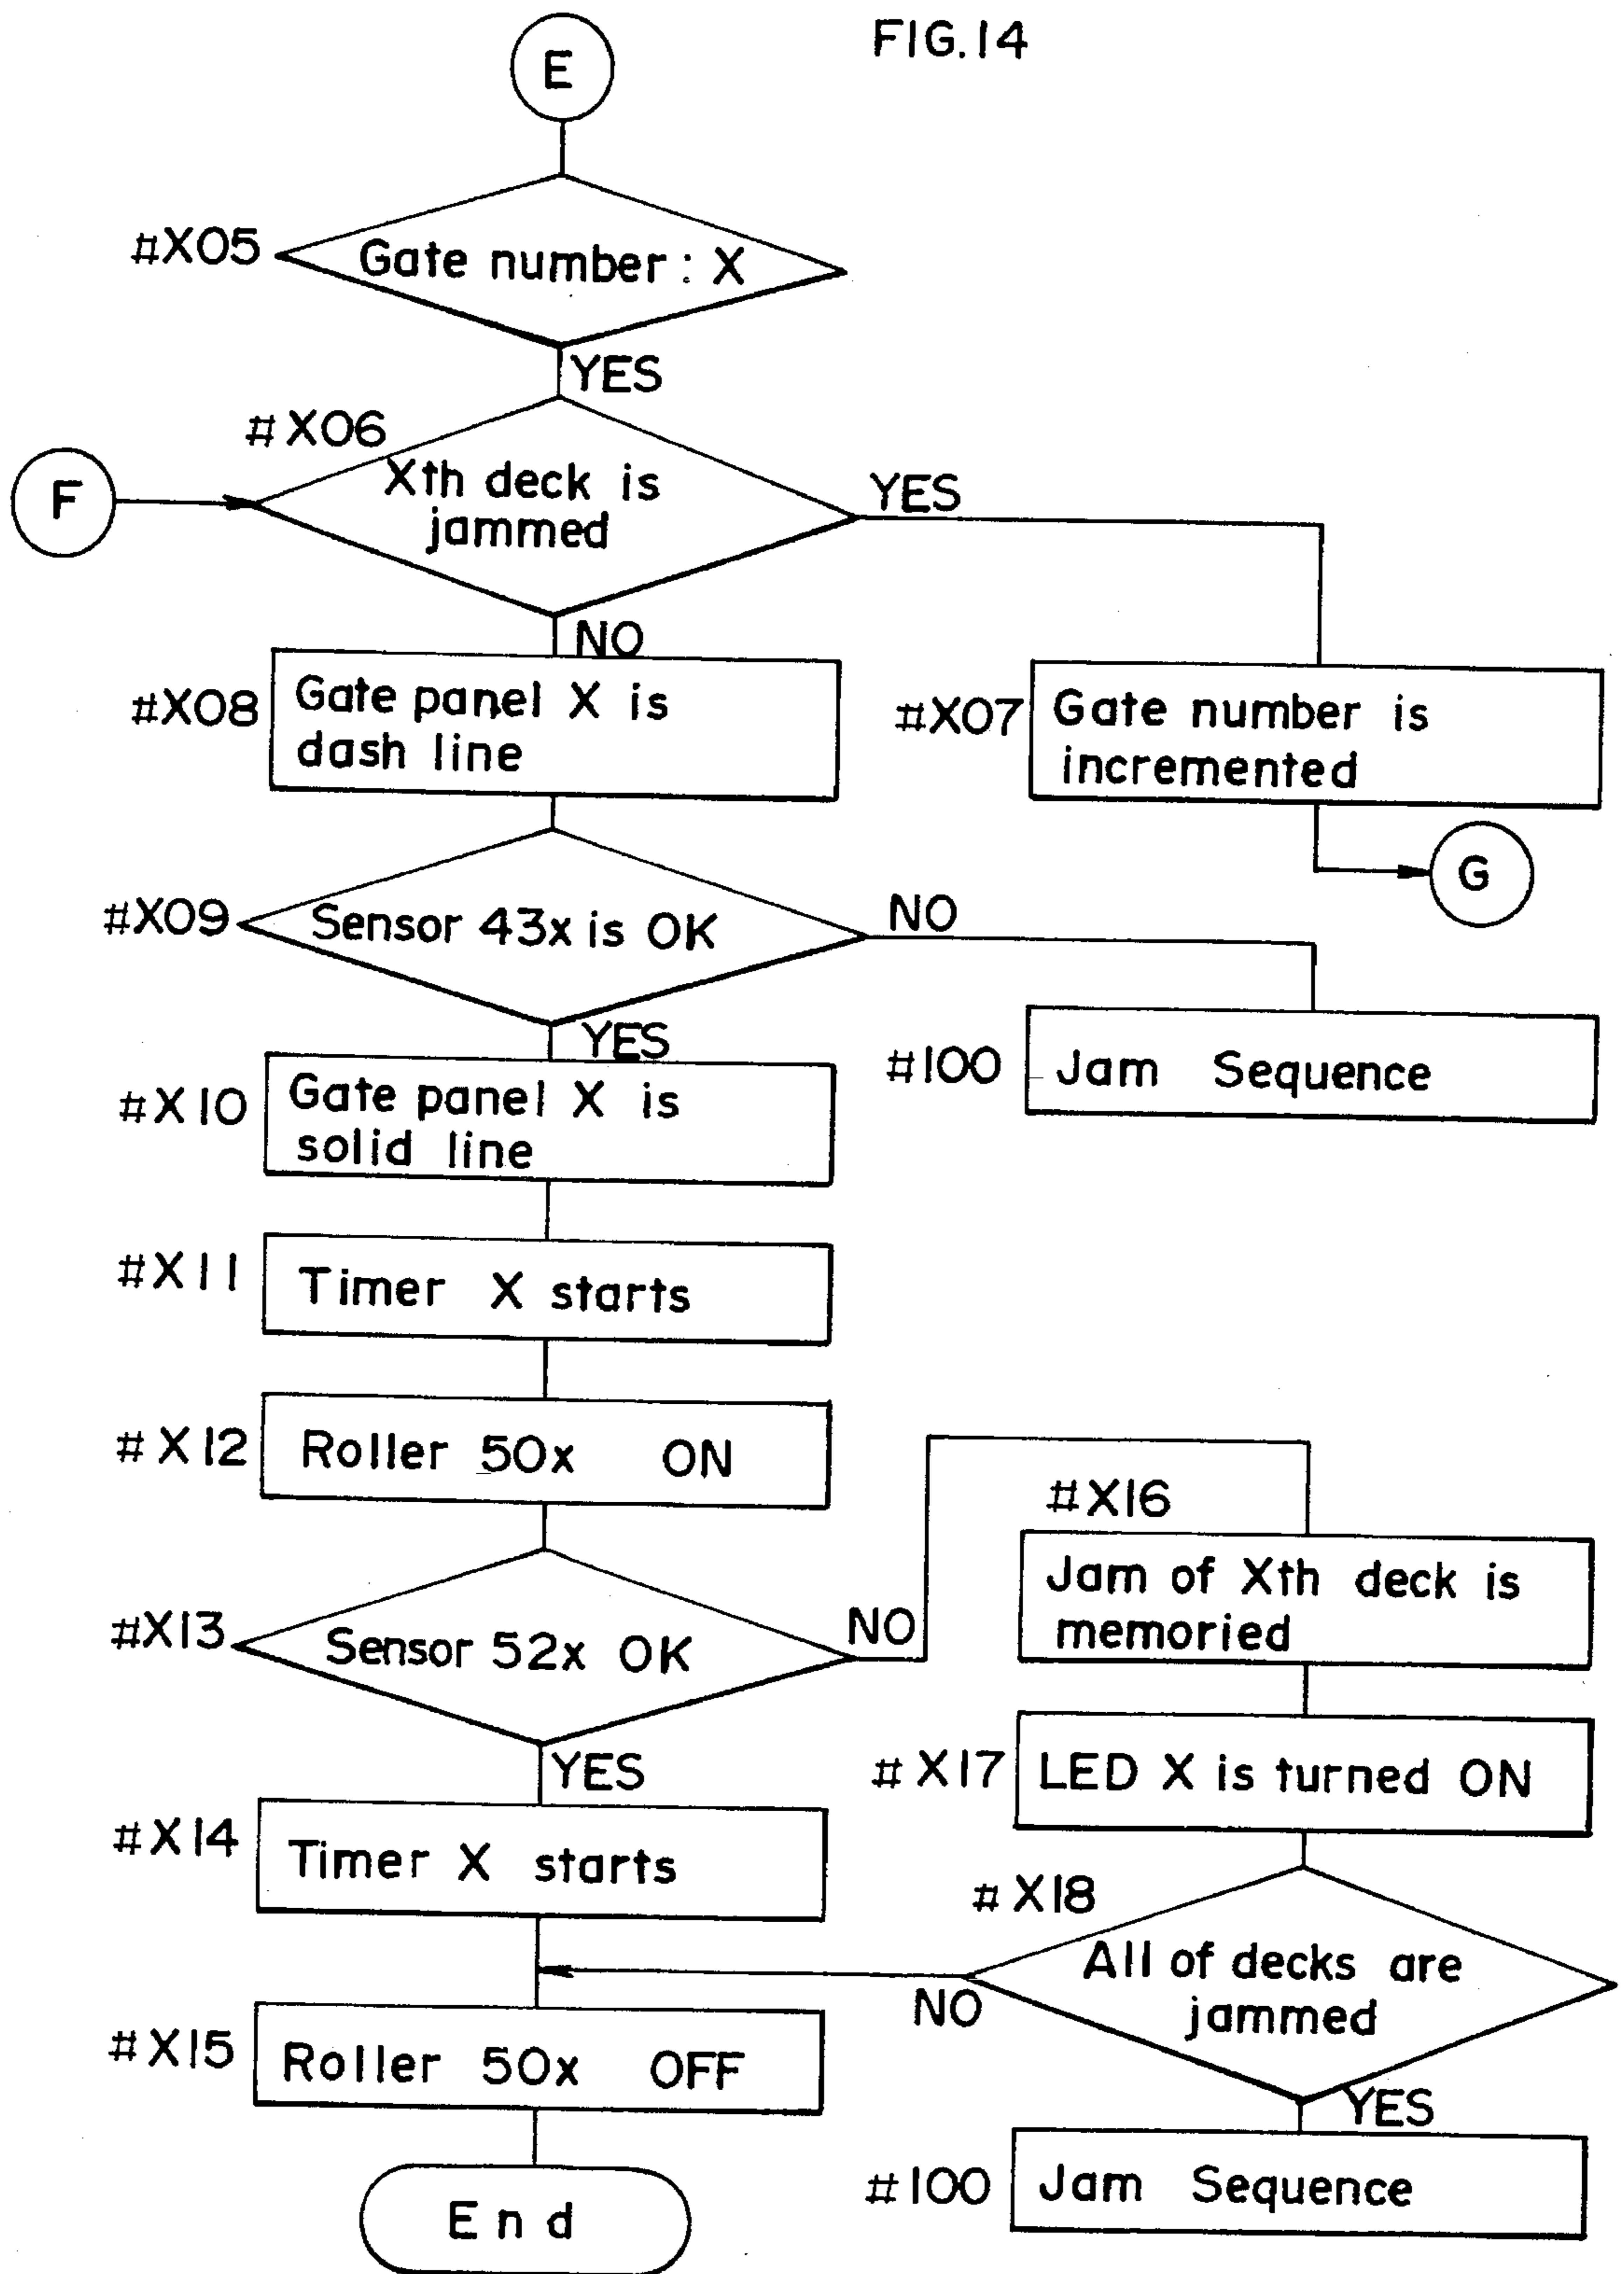 FIG.14
E
#X05
Gate number : X
YES
#X06
F
Xth deck is
jammed
YES
NO
#X08
Gate panel X is
dash line
#X07
Gate number is
incremented
G
#X09
Sensor 43x is OK
NO
YES
#100
Jam Sequence
#X10
Gate panel X is
solid line
#X11
Timer X starts
#X12
Roller 50x ON
#X16
Jam of Xth deck is
memoried
#X13
Sensor 52x OK
NO
YES
#X17
LED X is turned ON
#X14
Timer X starts
#X18
All of decks are
jammed
NO
#X15
Roller 50x OFF
YES
#100
Jam Sequence
End